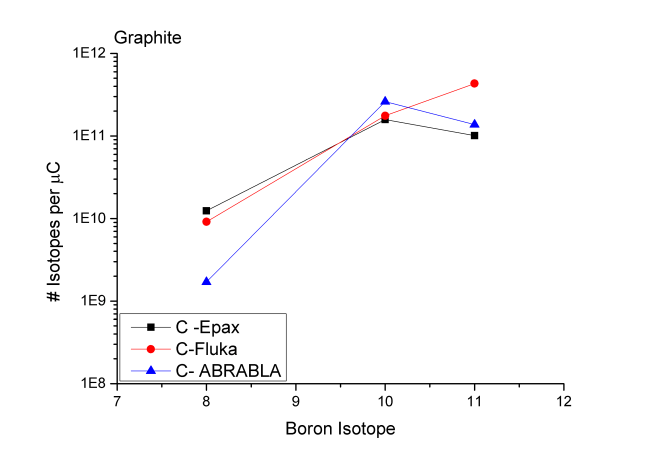 Graphite
1E12
1E11
1E10
1E9
1E8
# Isotopes per μC
C -Epax
C-Fluka
C- ABRABLA
7 8 9 10 11 12
Boron Isotope